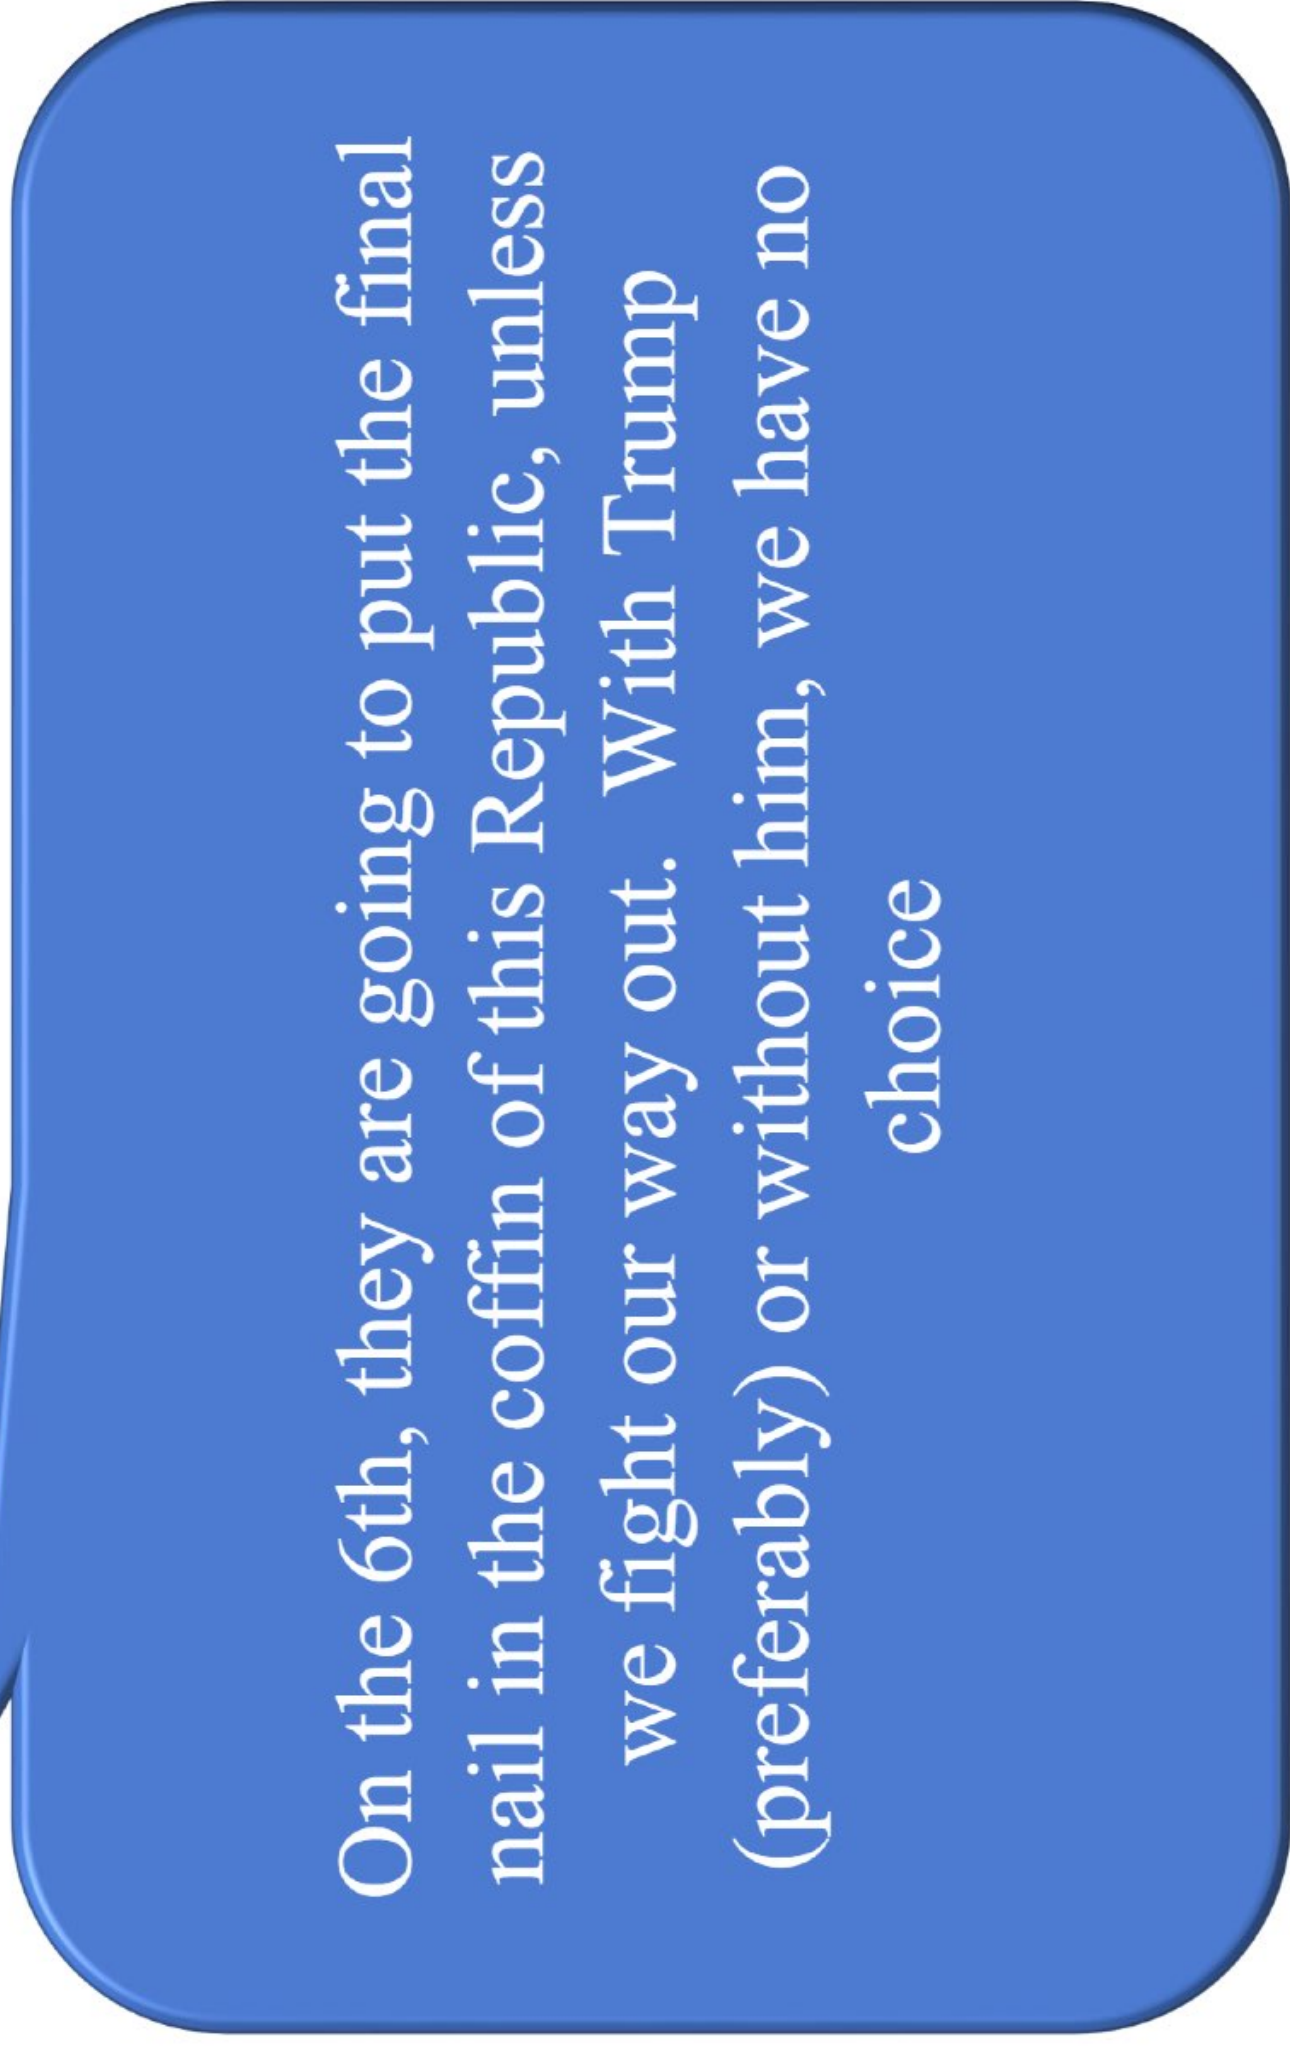 On the 6th, they are going to put the final
nail in the coffin of this Republic, unless
we fight our way out.  With Trump
(preferably) or without him, we have no
choice